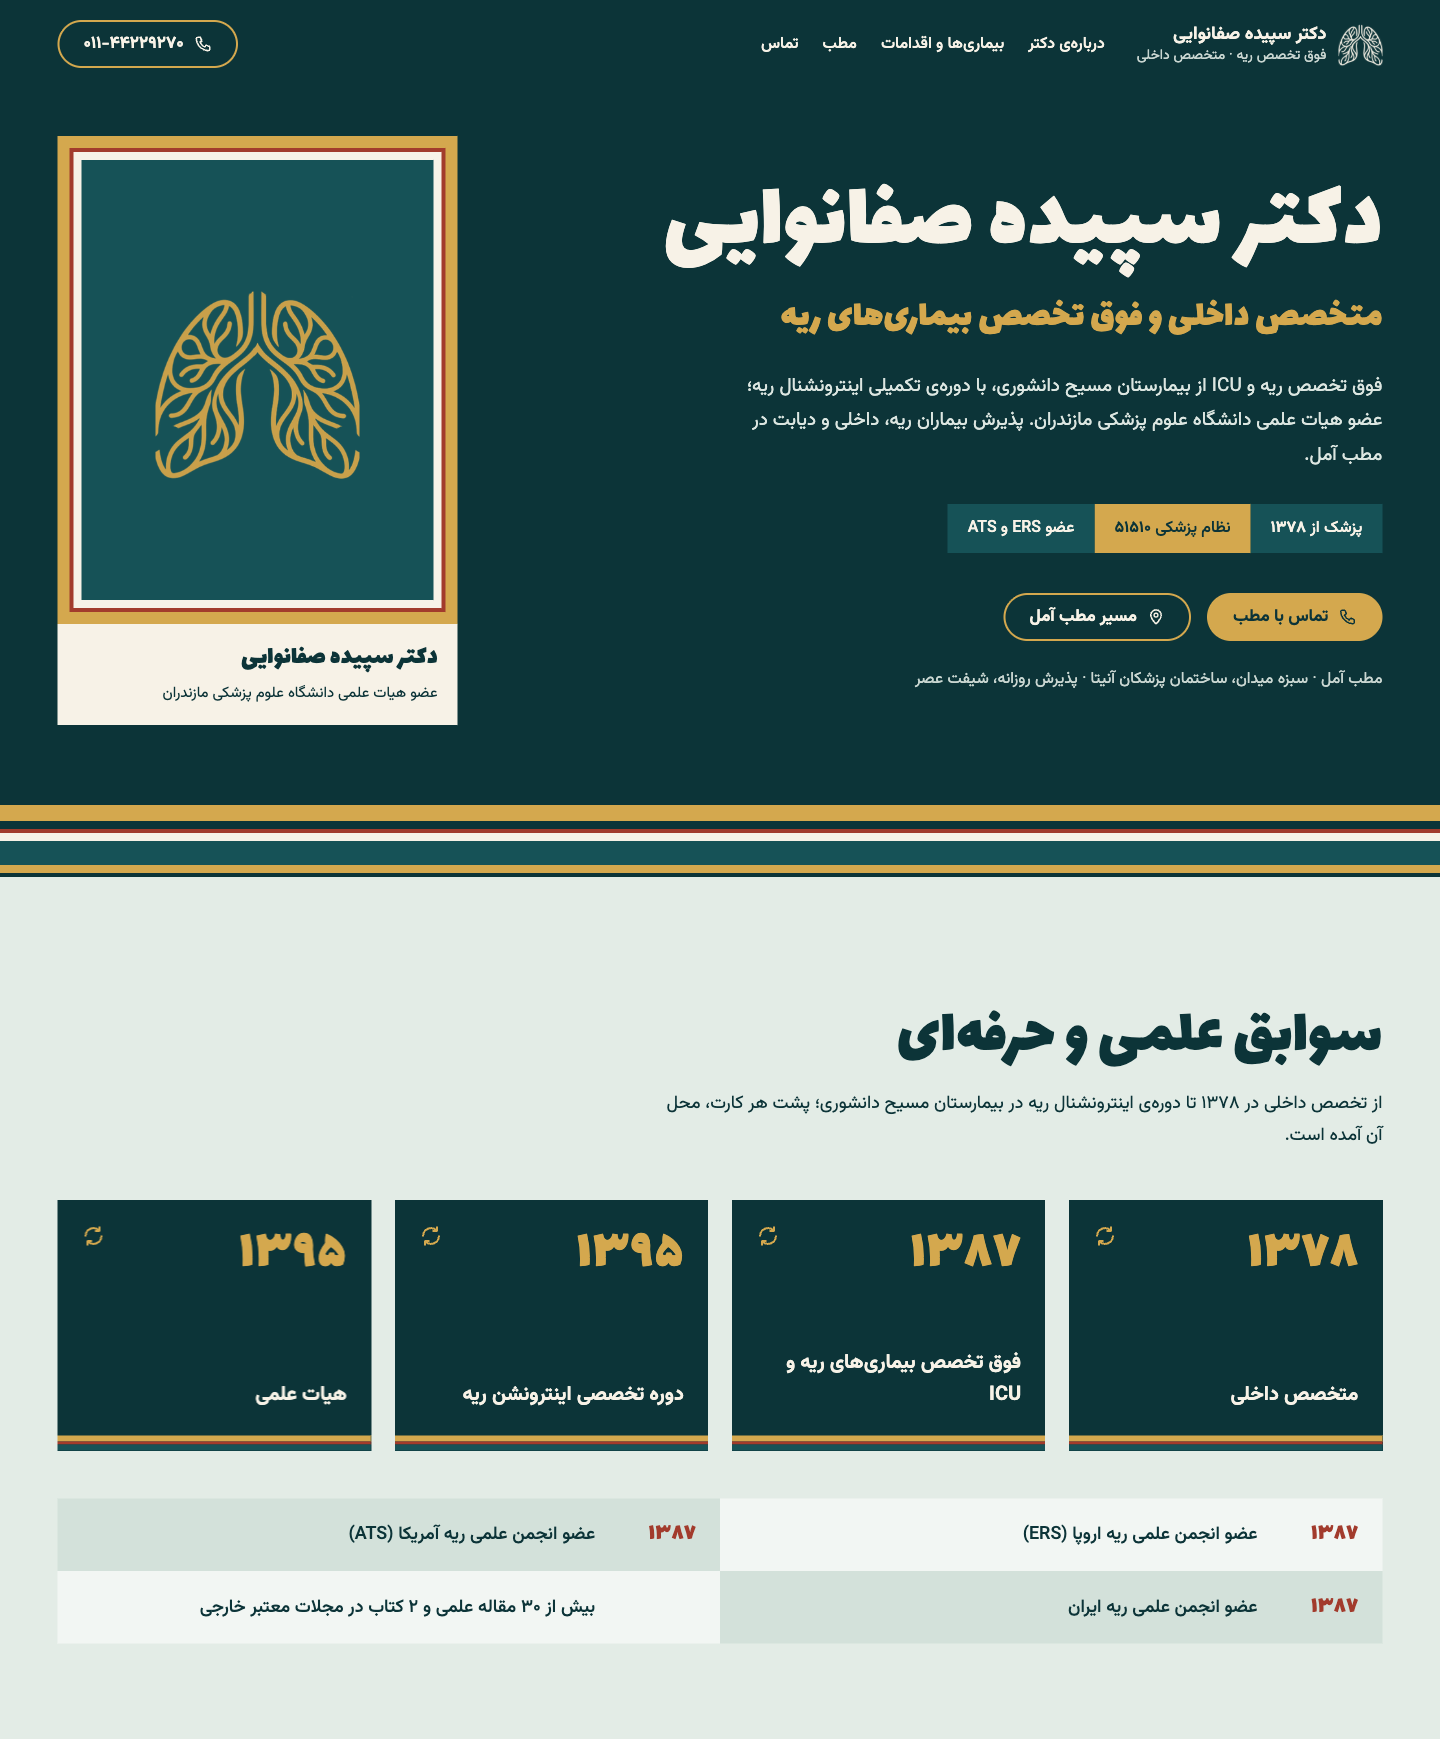 دکتر سپیده صفانوایی
فوق تخصص ریه · متخصص داخلی
درباره‌ی دکتر
بیماری‌ها و اقدامات
مطب
تماس
۰۱۱-۴۴۲۲۹۲۷۰
دکتر سپیده صفانوایی
متخصص داخلی و فوق تخصص بیماری‌های ریه
فوق تخصص ریه و ICU از بیمارستان مسیح دانشوری، با دوره‌ی تکمیلی اینترونشنال ریه؛
عضو هیات علمی دانشگاه علوم پزشکی مازندران. پذیرش بیماران ریه، داخلی و دیابت در
مطب آمل.
پزشک از ۱۳۷۸
نظام پزشکی ۵۱۵۱۰
عضو ERS و ATS
تماس با مطب
مسیر مطب آمل
مطب آمل · سبزه میدان، ساختمان پزشکان آنیتا · پذیرش روزانه، شیفت عصر
دکتر سپیده صفانوایی
عضو هیات علمی دانشگاه علوم پزشکی مازندران
سوابق علمی و حرفه‌ای
از تخصص داخلی در ۱۳۷۸ تا دوره‌ی اینترونشنال ریه در بیمارستان مسیح دانشوری؛ پشت هر کارت، محل
آن آمده است.
۱۳۷۸
متخصص داخلی
۱۳۸۷
فوق تخصص بیماری‌های ریه و
ICU
۱۳۹۵
دوره تخصصی اینترونشن ریه
۱۳۹۵
هیات علمی
۱۳۸۷ عضو انجمن علمی ریه اروپا (ERS)
۱۳۸۷ عضو انجمن علمی ریه آمریکا (ATS)
۱۳۸۷ عضو انجمن علمی ریه ایران
بیش از ۳۰ مقاله علمی و ۲ کتاب در مجلات معتبر خارجی